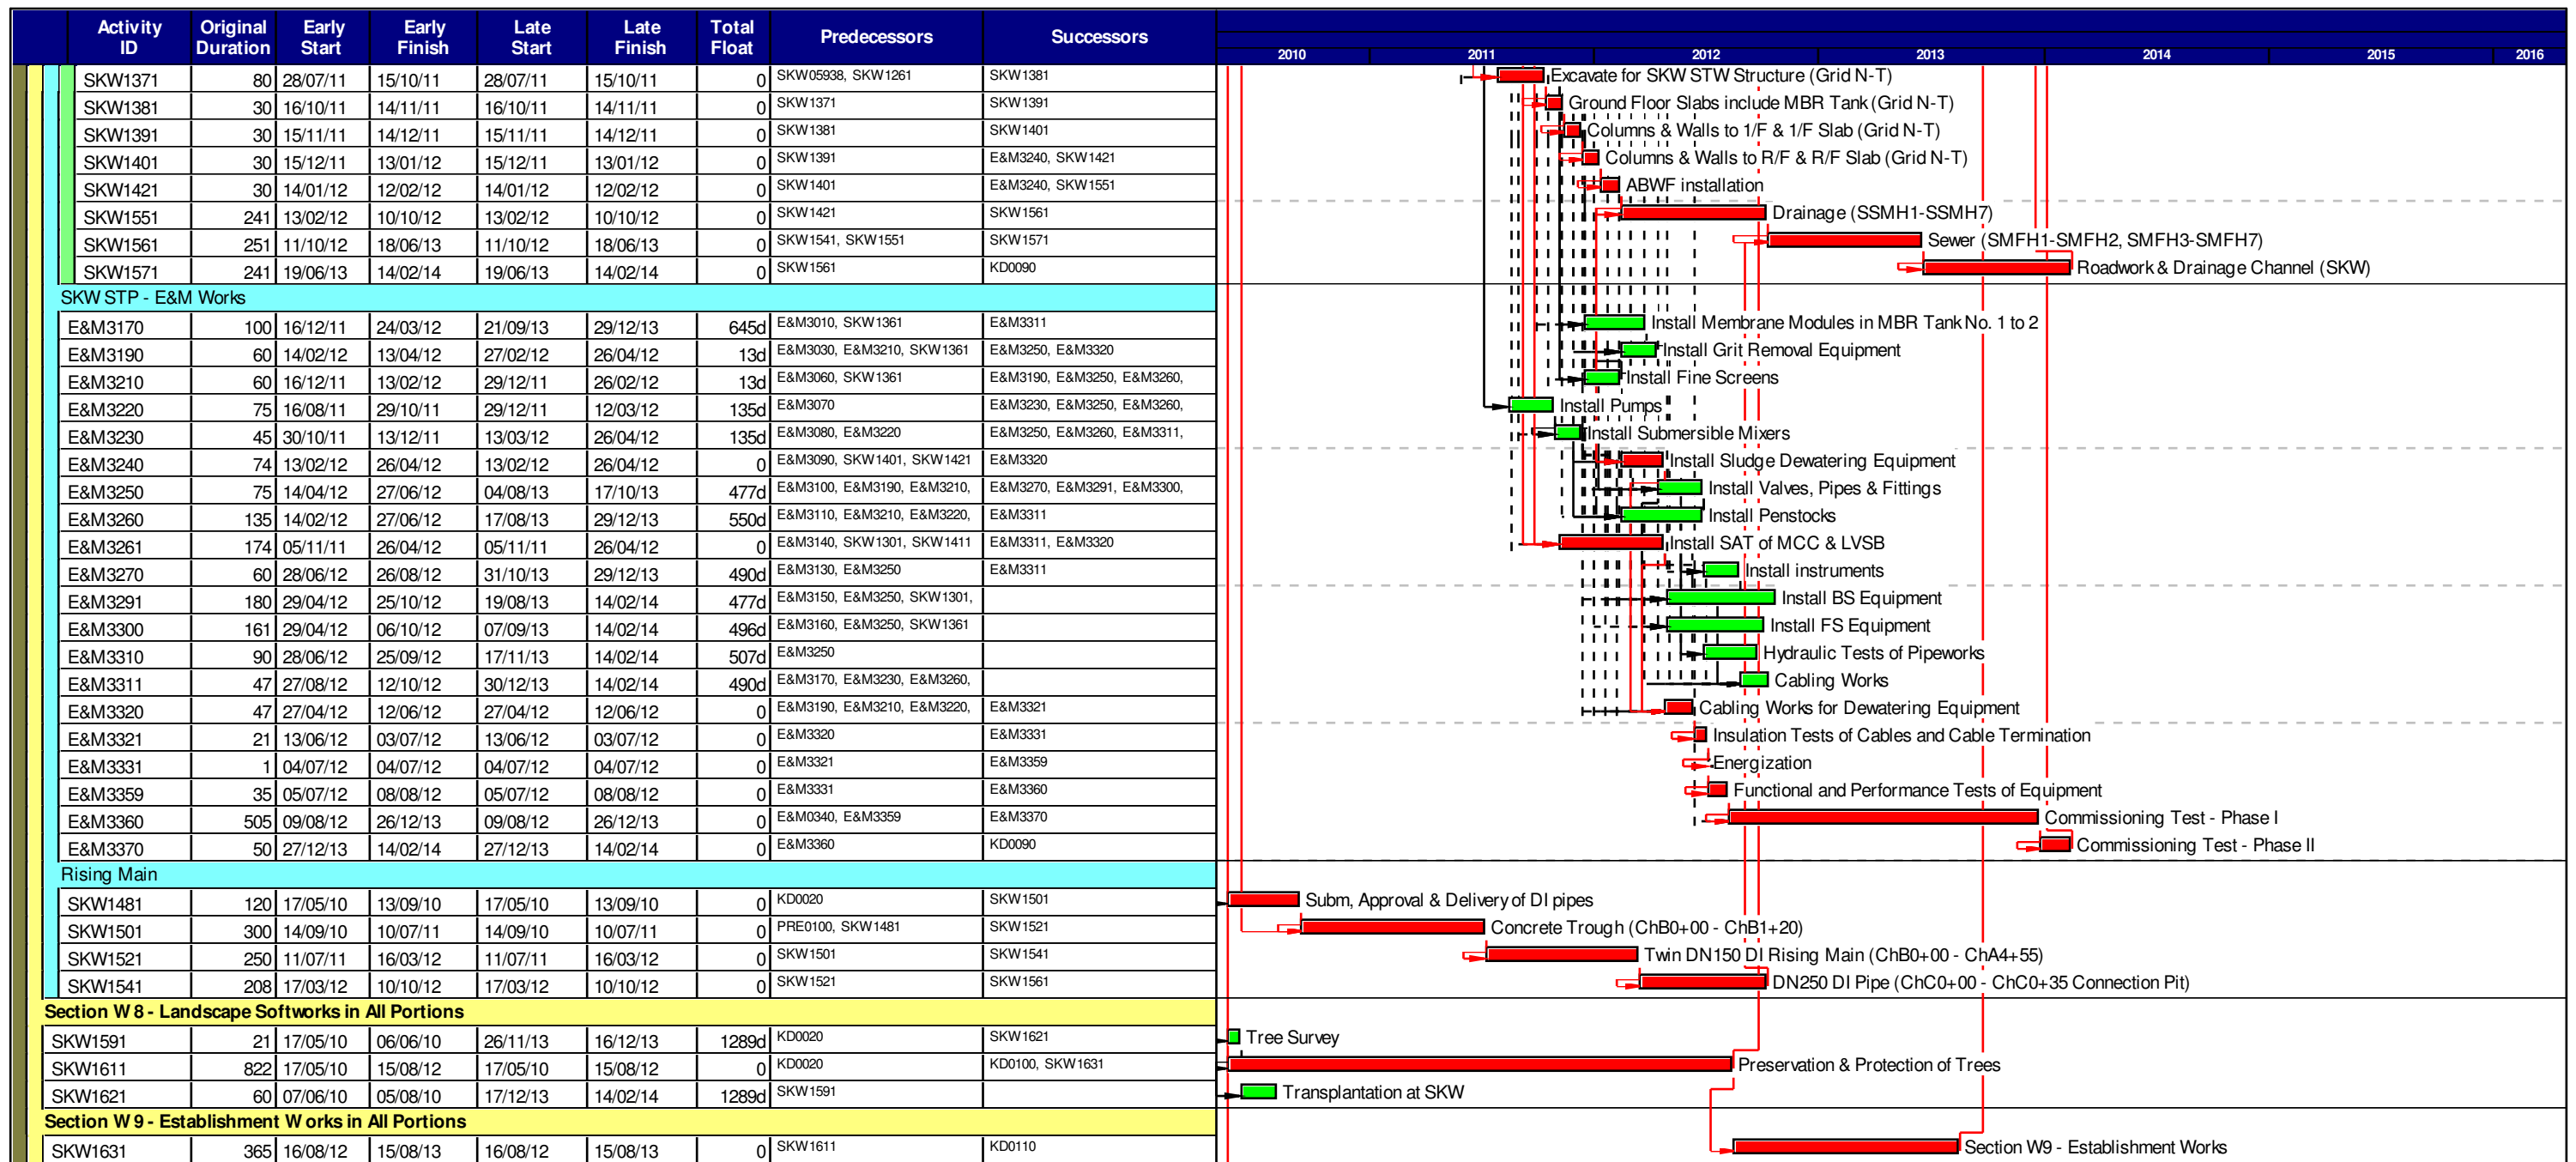 Activity ID Original Duration Early Start Early Finish Late Start Late Finish Total Float Predecessors Successors
2010 2011 2012 2013 2014 2015 2016
SKW1371 80 28/07/11 15/10/11 28/07/11 15/10/11 0 SKW05938, SKW1261 SKW1381 Excavate for SKW STW Structure (Grid N-T)
SKW1381 30 16/10/11 14/11/11 16/10/11 14/11/11 0 SKW1371 SKW1391 Ground Floor Slabs include MBR Tank (Grid N-T)
SKW1391 30 15/11/11 14/12/11 15/11/11 14/12/11 0 SKW1381 SKW1401 Columns & Walls to 1/F & 1/F Slab (Grid N-T)
SKW1401 30 15/12/11 13/01/12 15/12/11 13/01/12 0 SKW1391 E&M3240, SKW1421 Columns & Walls to R/F & R/F Slab (Grid N-T)
SKW1421 30 14/01/12 12/02/12 14/01/12 12/02/12 0 SKW1401 E&M3240, SKW1551 ABWF installation
SKW1551 241 13/02/12 10/10/12 13/02/12 10/10/12 0 SKW1421 SKW1561 Drainage (SSMH1-SSMH7)
SKW1561 251 11/10/12 18/06/13 11/10/12 18/06/13 0 SKW1541, SKW1551 SKW1571 Sewer (SMFH1-SMFH2, SMFH3-SMFH7)
SKW1571 241 19/06/13 14/02/14 19/06/13 14/02/14 0 SKW1561 KD0090 Roadwork & Drainage Channel (SKW)
SKW STP - E&M Works
E&M3170 100 16/12/11 24/03/12 21/09/13 29/12/13 645d E&M3010, SKW1361 E&M3311 Install Membrane Modules in MBR Tank No. 1 to 2
E&M3190 60 14/02/12 13/04/12 27/02/12 26/04/12 13d E&M3030, E&M3210, SKW1361 E&M3250, E&M3320 Install Grit Removal Equipment
E&M3210 60 16/12/11 13/02/12 29/12/11 26/02/12 13d E&M3060, SKW1361 E&M3190, E&M3250, E&M3260, Install Fine Screens
E&M3220 75 16/08/11 29/10/11 29/12/11 12/03/12 135d E&M3070 E&M3230, E&M3250, E&M3260, Install Pumps
E&M3230 45 30/10/11 13/12/11 13/03/12 26/04/12 135d E&M3080, E&M3220 E&M3250, E&M3260, E&M3311, Install Submersible Mixers
E&M3240 74 13/02/12 26/04/12 13/02/12 26/04/12 0 E&M3090, SKW1401, SKW1421 E&M3320 Install Sludge Dewatering Equipment
E&M3250 75 14/04/12 27/06/12 04/08/13 17/10/13 477d E&M3100, E&M3190, E&M3210, E&M3270, E&M3291, E&M3300, Install Valves, Pipes & Fittings
E&M3260 135 14/02/12 27/06/12 17/08/13 29/12/13 550d E&M3110, E&M3210, E&M3220, E&M3311 Install Penstocks
E&M3261 174 05/11/11 26/04/12 05/11/11 26/04/12 0 E&M3140, SKW1301, SKW1411 E&M3311, E&M3320 Install SAT of MCC & LVSB
E&M3270 60 28/06/12 26/08/12 31/10/13 29/12/13 490d E&M3130, E&M3250 E&M3311 Install instruments
E&M3291 180 29/04/12 25/10/12 19/08/13 14/02/14 477d E&M3150, E&M3250, SKW1301, Install BS Equipment
E&M3300 161 29/04/12 06/10/12 07/09/13 14/02/14 496d E&M3160, E&M3250, SKW1361 Install FS Equipment
E&M3310 90 28/06/12 25/09/12 17/11/13 14/02/14 507d E&M3250 Hydraulic Tests of Pipeworks
E&M3311 47 27/08/12 12/10/12 30/12/13 14/02/14 490d E&M3170, E&M3230, E&M3260, Cabling Works
E&M3320 47 27/04/12 12/06/12 27/04/12 12/06/12 0 E&M3190, E&M3210, E&M3220, E&M3321 Cabling Works for Dewatering Equipment
E&M3321 21 13/06/12 03/07/12 13/06/12 03/07/12 0 E&M3320 E&M3331 Insulation Tests of Cables and Cable Termination
E&M3331 1 04/07/12 04/07/12 04/07/12 04/07/12 0 E&M3321 E&M3359 Energization
E&M3359 35 05/07/12 08/08/12 05/07/12 08/08/12 0 E&M3331 E&M3360 Functional and Performance Tests of Equipment
E&M3360 505 09/08/12 26/12/13 09/08/12 26/12/13 0 E&M0340, E&M3359 E&M3370 Commissioning Test - Phase I
E&M3370 50 27/12/13 14/02/14 27/12/13 14/02/14 0 E&M3360 KD0090 Commissioning Test - Phase II
Rising Main
SKW1481 120 17/05/10 13/09/10 17/05/10 13/09/10 0 KD0020 SKW1501 Subm, Approval & Delivery of DI pipes
SKW1501 300 14/09/10 10/07/11 14/09/10 10/07/11 0 PRE0100, SKW1481 SKW1521 Concrete Trough (ChB0+00 - ChB1+20)
SKW1521 250 11/07/11 16/03/12 11/07/11 16/03/12 0 SKW1501 SKW1541 Twin DN150 DI Rising Main (ChB0+00 - ChA4+55)
SKW1541 208 17/03/12 10/10/12 17/03/12 10/10/12 0 SKW1521 SKW1561 DN250 DI Pipe (ChC0+00 - ChC0+35 Connection Pit)
Section W8 - Landscape Softworks in All Portions
SKW1591 21 17/05/10 06/06/10 26/11/13 16/12/13 1289d KD0020 SKW1621 Tree Survey
SKW1611 822 17/05/10 15/08/12 17/05/10 15/08/12 0 KD0020 KD0100, SKW1631 Preservation & Protection of Trees
SKW1621 60 07/06/10 05/08/10 17/12/13 14/02/14 1289d SKW1591 Transplantation at SKW
Section W9 - Establishment Works in All Portions
SKW1631 365 16/08/12 15/08/13 16/08/12 15/08/13 0 SKW1611 KD0110 Section W9 - Establishment Works